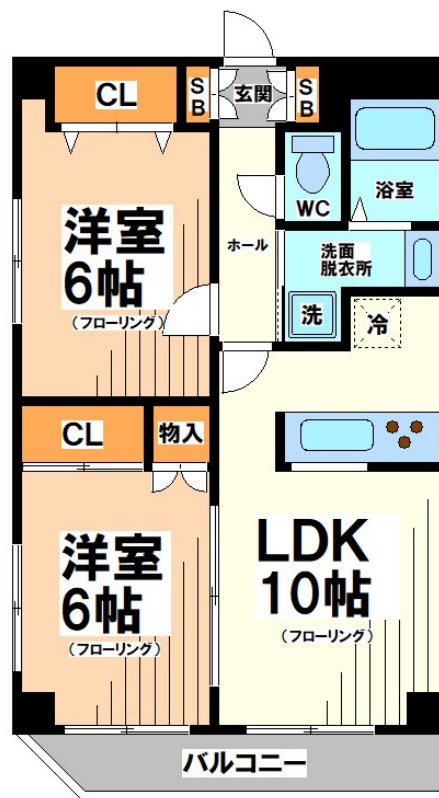 CL
SB
玄関
SB
浴室
WC
洋室
6帖
(フローリング)
ホール
洗面
脱衣所
洗
冷
CL
物入
洋室
6帖
(フローリング)
LDK
10帖
(フローリング)
バルコニー